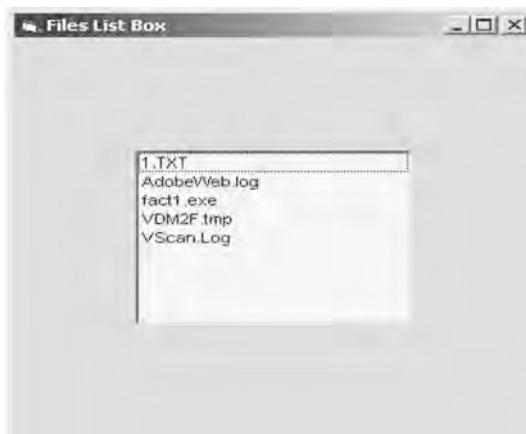 Files List Box
1.TXT
AdobeWeb.log
fact1.exe
VDM2F.tmp
VScan.Log